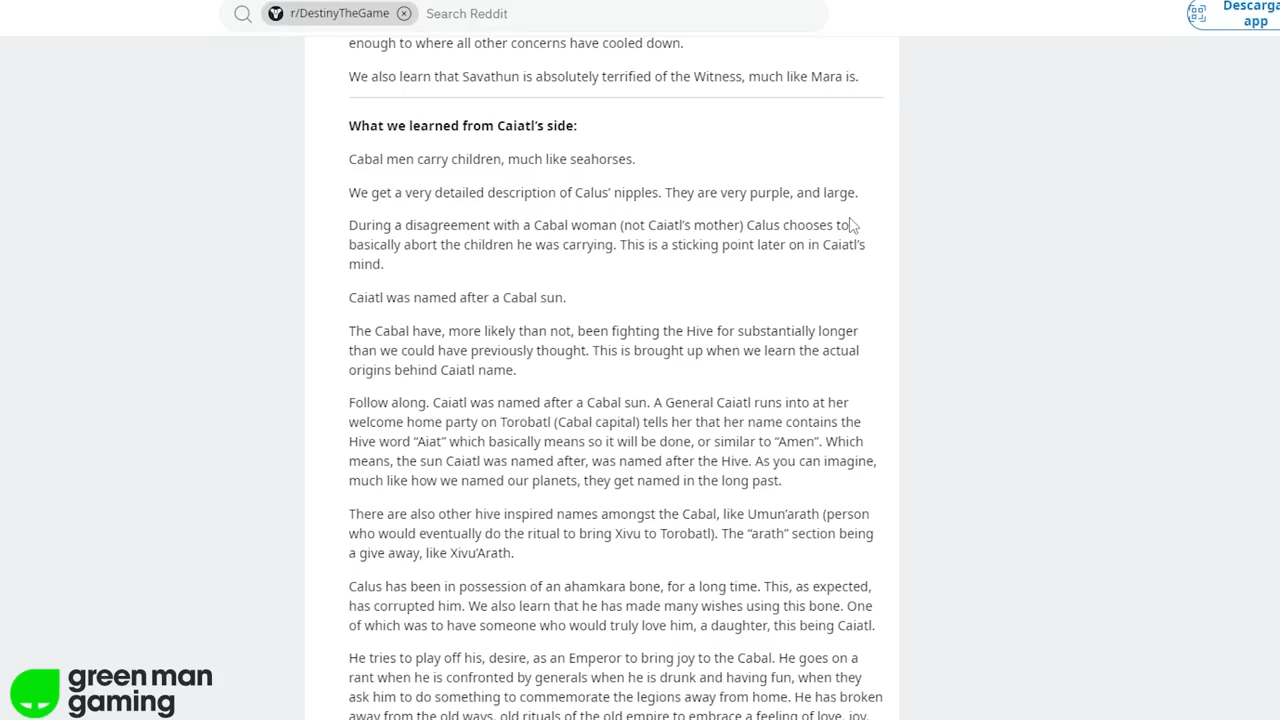 r/DestinyTheGame
Search Reddit
Descarga
app
enough to where all other concerns have cooled down.
We also learn that Savathun is absolutely terrified of the Witness, much like Mara is.
What we learned from Caiatl's side:
Cabal men carry children, much like seahorses.
We get a very detailed description of Calus' nipples. They are very purple, and large.
During a disagreement with a Cabal woman (not Caiatl's mother) Calus chooses to
basically abort the children he was carrying. This is a sticking point later on in Caiatl's
mind.
Caiatl was named after a Cabal sun.
The Cabal have, more likely than not, been fighting the Hive for substantially longer
than we could have previously thought. This is brought up when we learn the actual
origins behind Caiatl name.
Follow along. Caiatl was named after a Cabal sun. A General Caiatl runs into at her
welcome home party on Torobatl (Cabal capital) tells her that her name contains the
Hive word “Aiat” which basically means so it will be done, or similar to “Amen”. Which
means, the sun Caiatl was named after, was named after the Hive. As you can imagine,
much like how we named our planets, they get named in the long past.
There are also other hive inspired names amongst the Cabal, like Umun’arath (person
who would eventually do the ritual to bring Xivu to Torobatl). The “arath” section being
a give away, like Xivu’Arath.
Calus has been in possession of an ahamkara bone, for a long time. This, as expected,
has corrupted him. We also learn that he has made many wishes using this bone. One
of which was to have someone who would truly love him, a daughter, this being Caiatl.
He tries to play off his, desire, as an Emperor to bring joy to the Cabal. He goes on a
rant when he is confronted by generals when he is drunk and having fun, when they
ask him to do something to commemorate the legions away from home. He has broken
away from the old ways, old rituals of the old empire to embrace a feeling of love, joy,
green man
gaming